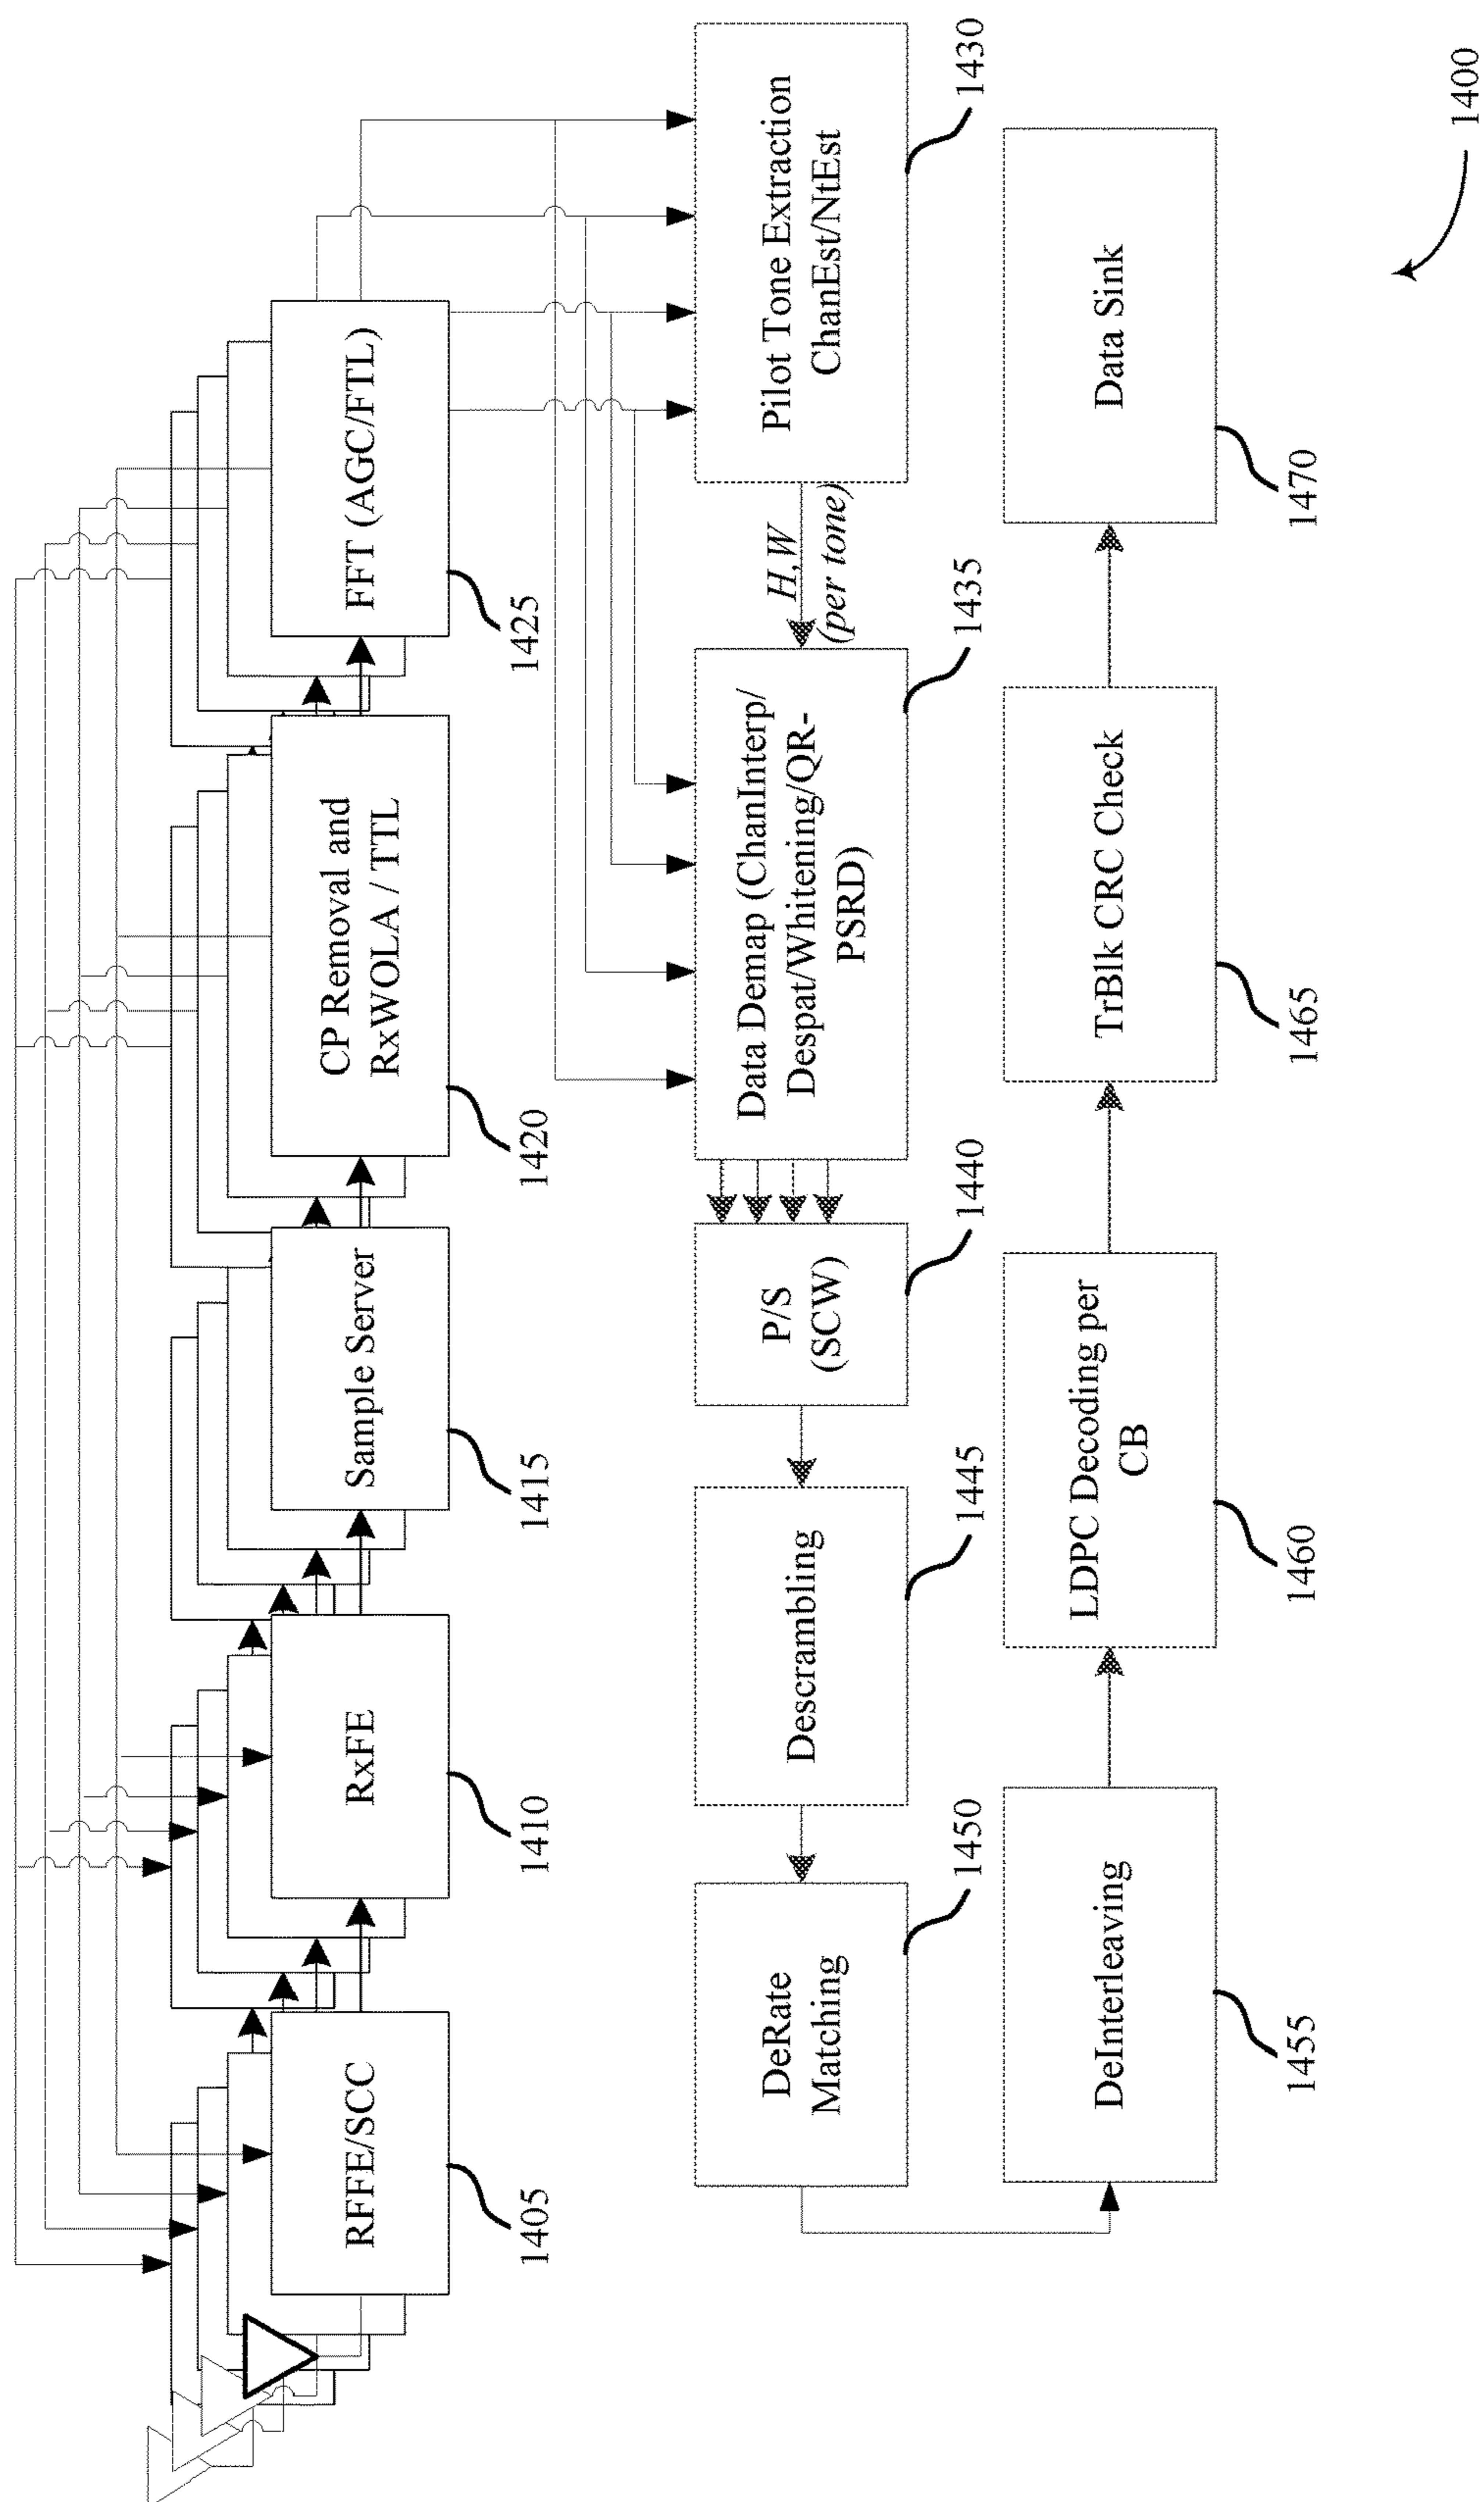 RFFE/SCC
1405
RxFE
1410
Sample Server
1415
CP Removal and
RxWOLA / TTL
1420
FFT (AGC/FTL)
1425
Pilot Tone Extraction
ChanEst/NtEst
1430
H,W
(per tone)
Data Demap (ChanInterp/
Despat/Whitening/QR-
PSRD)
1435
P/S
(SCW)
1440
Descrambling
1445
DeRate
Matching
1450
DeInterleaving
1455
LDPC Decoding per
CB
1460
TrBlk CRC Check
1465
Data Sink
1470
1400